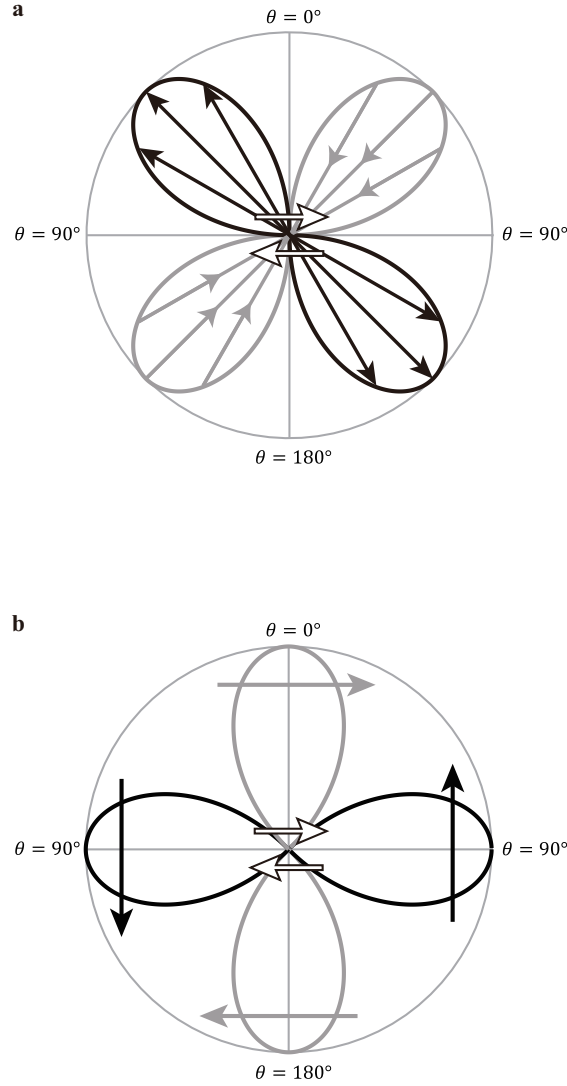 a
θ = 0°
θ = 90°
θ = 90°
θ = 180°
b
θ = 0°
θ = 90°
θ = 90°
θ = 180°